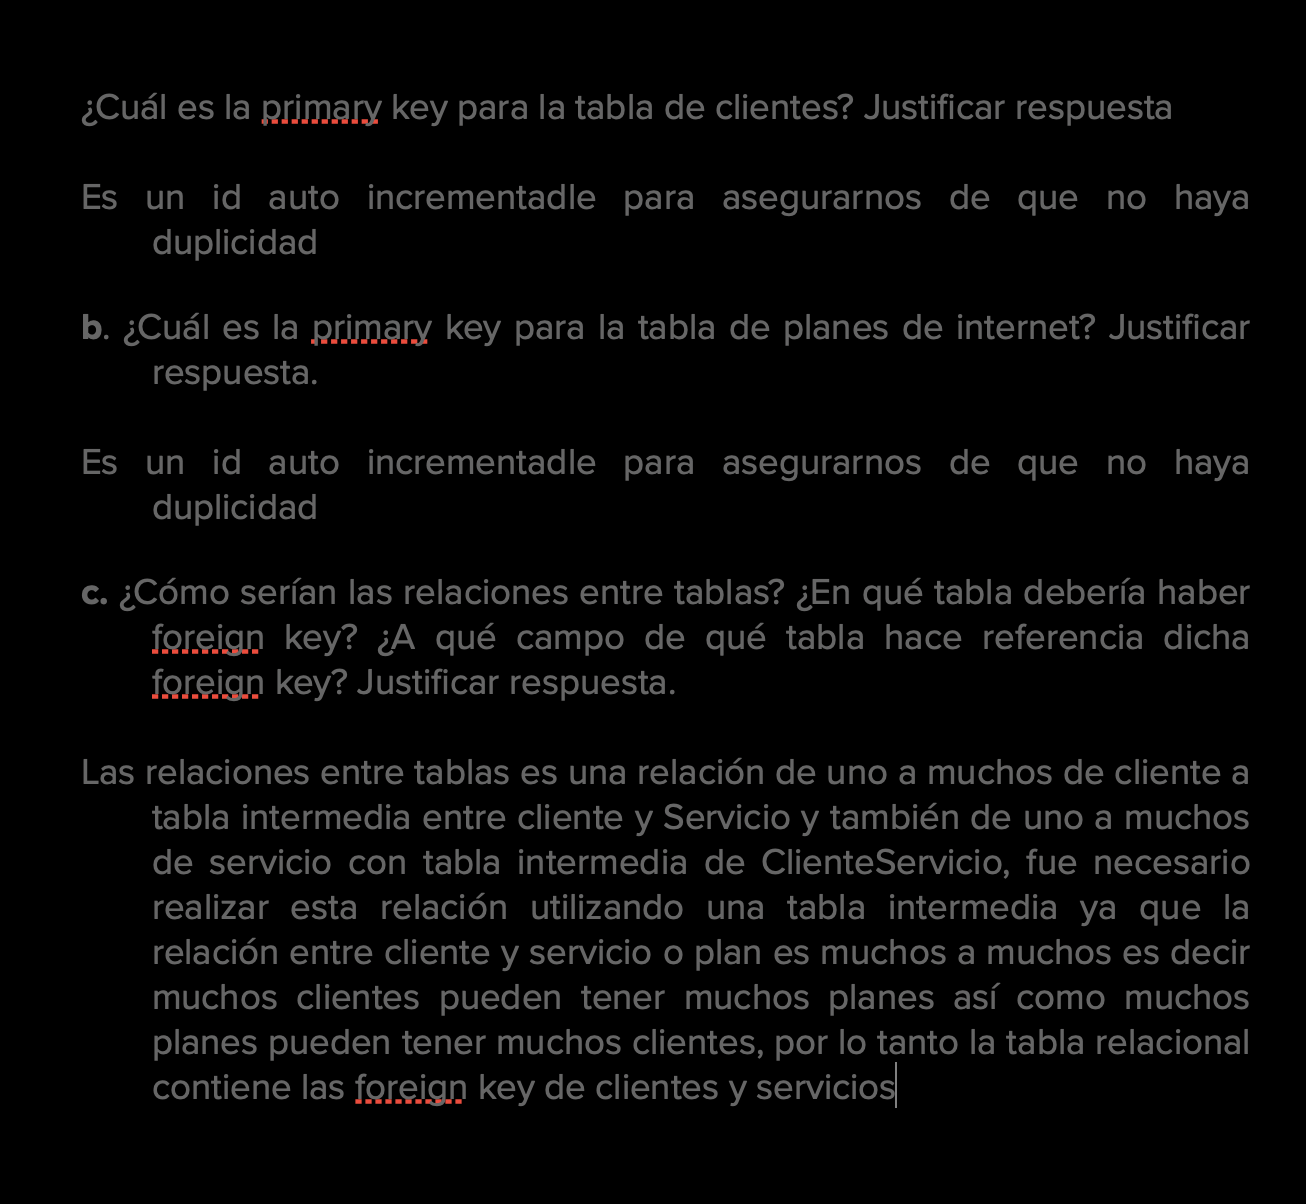 ¿Cuál es la primary key para la tabla de clientes? Justificar respuesta
Es un id auto incrementadle para asegurarnos de que no haya
duplicidad
b. ¿Cuál es la primary key para la tabla de planes de internet? Justificar
respuesta.
Es un id auto incrementadle para asegurarnos de que no haya
duplicidad
c. ¿Cómo serían las relaciones entre tablas? ¿En qué tabla debería haber
foreign key? ¿A qué campo de qué tabla hace referencia dicha
foreign key? Justificar respuesta.
Las relaciones entre tablas es una relación de uno a muchos de cliente a
tabla intermedia entre cliente y Servicio y también de uno a muchos
de servicio con tabla intermedia de ClienteServicio, fue necesario
realizar esta relación utilizando una tabla intermedia ya que la
relación entre cliente y servicio o plan es muchos a muchos es decir
muchos clientes pueden tener muchos planes así como muchos
planes pueden tener muchos clientes, por lo tanto la tabla relacional
contiene las foreign key de clientes y servicios